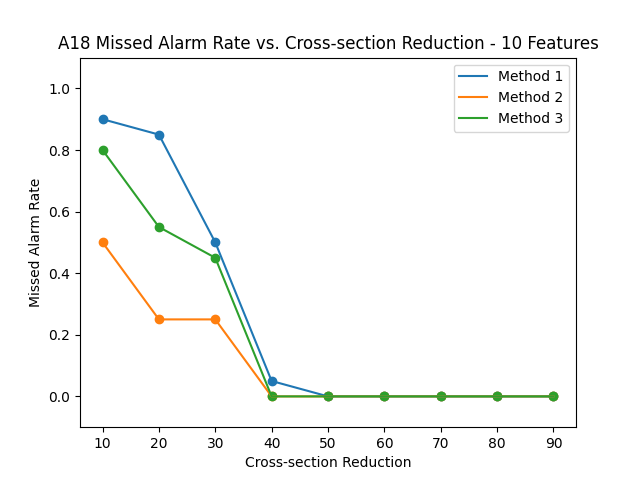 A18 Missed Alarm Rate vs. Cross-section Reduction - 10 Features
Method 1
Method 2
Method 3
Missed Alarm Rate
1.0
0.8
0.6
0.4
0.2
0.0
10 20 30 40 50 60 70 80 90
Cross-section Reduction